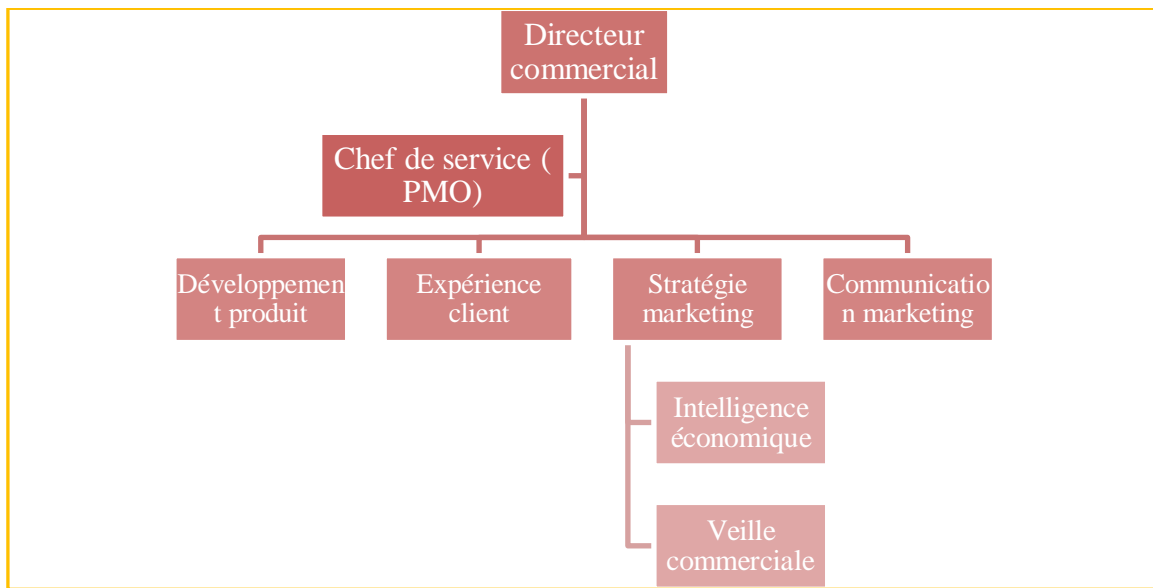 Directeur
commercial
Chef de service (
PMO)
Développemen
t produit
Expérience
client
Stratégie
marketing
Communicatio
n marketing
Intelligence
économique
Veille
commerciale